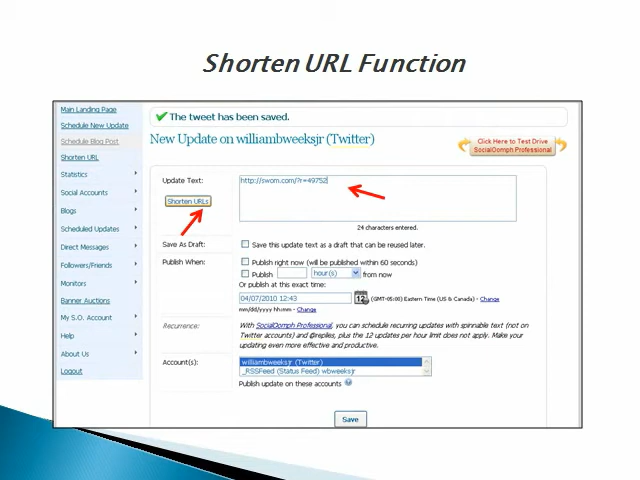 Shorten URL Function
Main Landing Page
Schedule New Update
Schedule Blog Post
Shorten URL
Statistics
Social Accounts
Blogs
Scheduled Updates
Direct Messages
Followers/Friends
Monitors
Banner Auctions
My S.O. Account
Help
About Us
Logout
The tweet has been saved.
New Update on williambweeksjr (Twitter)
Click Here to Test Drive
SocialOomph Professional
Update Text:
http://swom.com/?r=49752
Shorten URLs
24 characters entered.
Save As Draft:
Save this update text as a draft that can be reused later.
Publish When:
Publish right now (will be published within 60 seconds)
Publish hour(s) from now
Or publish at this exact time:
04/07/2010 12:43 12 (GMT-05:00) Eastern Time (US & Canada) - Change
mm/dd/yyyy hh:mm - Change
Recurrence:
With SocialOomph Professional, you can schedule recurring updates with spinnable text (not on
Twitter accounts) and @replies, plus the 12 updates per hour limit does not apply. Make your
updating even more effective and productive.
Account(s):
williambweeksjr (Twitter)
_RSSFeed (Status Feed) wbweeksjr
Publish update on these accounts
Save